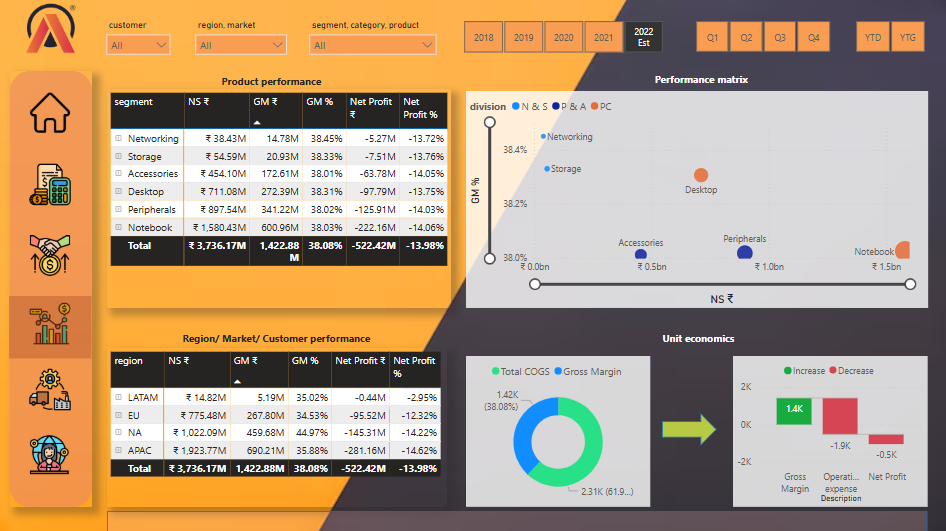 customer
region, market
segment, category, product
All
All
All
2018
2019
2020
2021
2022
Est
Q1
Q2
Q3
Q4
YTD
YTG
Product performance
segment NS ₹ GM ₹ GM % Net Profit ₹ Net Profit %
Networking ₹ 38.43M 14.78M 38.45% -5.27M -13.72%
Storage ₹ 54.59M 20.93M 38.33% -7.51M -13.76%
Accessories ₹ 454.10M 172.61M 38.01% -63.78M -14.05%
Desktop ₹ 711.08M 272.39M 38.31% -97.79M -13.75%
Peripherals ₹ 897.54M 341.22M 38.02% -125.91M -14.03%
Notebook ₹ 1,580.43M 600.96M 38.03% -222.16M -14.06%
Total ₹ 3,736.17M 1,422.88M 38.08% -522.42M -13.98%
Performance matrix
division N & S P & A PC
GM %
38.4%
38.2%
38.0%
Networking
Storage
Desktop
Accessories
Peripherals
Notebook
₹ 0.0bn
₹ 0.5bn
₹ 1.0bn
₹ 1.5bn
NS ₹
Region/ Market/ Customer performance
region NS ₹ GM ₹ GM % Net Profit ₹ Net Profit %
LATAM ₹ 14.82M 5.19M 35.02% -0.44M -2.95%
EU ₹ 775.48M 267.80M 34.53% -95.52M -12.32%
NA ₹ 1,022.09M 459.68M 44.97% -145.31M -14.22%
APAC ₹ 1,923.77M 690.21M 35.88% -281.16M -14.62%
Total ₹ 3,736.17M 1,422.88M 38.08% -522.42M -13.98%
Unit economics
Total COGS Gross Margin
1.42K
(38.08%)
2.31K (61.9...)
Increase Decrease
2K
0K
-2K
1.4K
-1.9K
-0.5K
Gross Margin
Operati... expense
Net Profit
Description